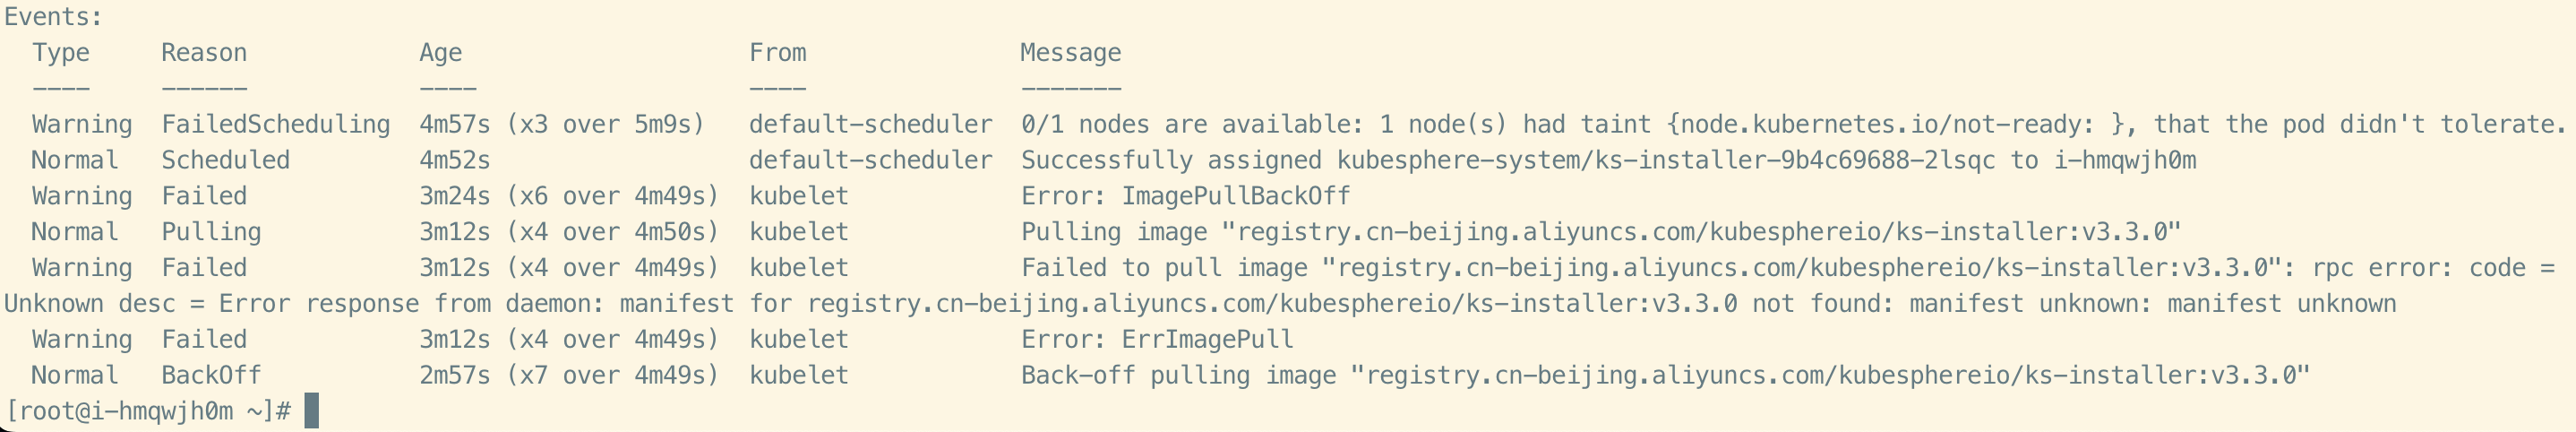 Events:
  Type     Reason            Age                    From               Message
  ----     ------            ----                   ----               -------
  Warning  FailedScheduling  4m57s (x3 over 5m9s)   default-scheduler  0/1 nodes are available: 1 node(s) had taint {node.kubernetes.io/not-ready: }, that the pod didn't tolerate.
  Normal   Scheduled         4m52s                  default-scheduler  Successfully assigned kubesphere-system/ks-installer-9b4c69688-2lsqc to i-hmqwjh0m
  Warning  Failed            3m24s (x6 over 4m49s)  kubelet            Error: ImagePullBackOff
  Normal   Pulling           3m12s (x4 over 4m50s)  kubelet            Pulling image "registry.cn-beijing.aliyuncs.com/kubesphereio/ks-installer:v3.3.0"
  Warning  Failed            3m12s (x4 over 4m49s)  kubelet            Failed to pull image "registry.cn-beijing.aliyuncs.com/kubesphereio/ks-installer:v3.3.0": rpc error: code =
Unknown desc = Error response from daemon: manifest for registry.cn-beijing.aliyuncs.com/kubesphereio/ks-installer:v3.3.0 not found: manifest unknown: manifest unknown
  Warning  Failed            3m12s (x4 over 4m49s)  kubelet            Error: ErrImagePull
  Normal   BackOff           2m57s (x7 over 4m49s)  kubelet            Back-off pulling image "registry.cn-beijing.aliyuncs.com/kubesphereio/ks-installer:v3.3.0"
[root@i-hmqwjh0m ~]#